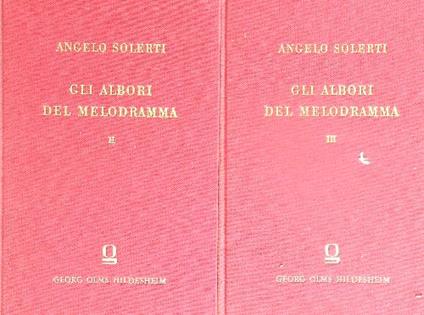 ANGELO SOLERTI
GLI ALBORI
DEL MELODRAMMA
II
GEORG OLMS HILDESHEIM
ANGELO SOLERTI
GLI ALBORI
DEL MELODRAMMA
III
GEORG OLMS HILDESHEIM